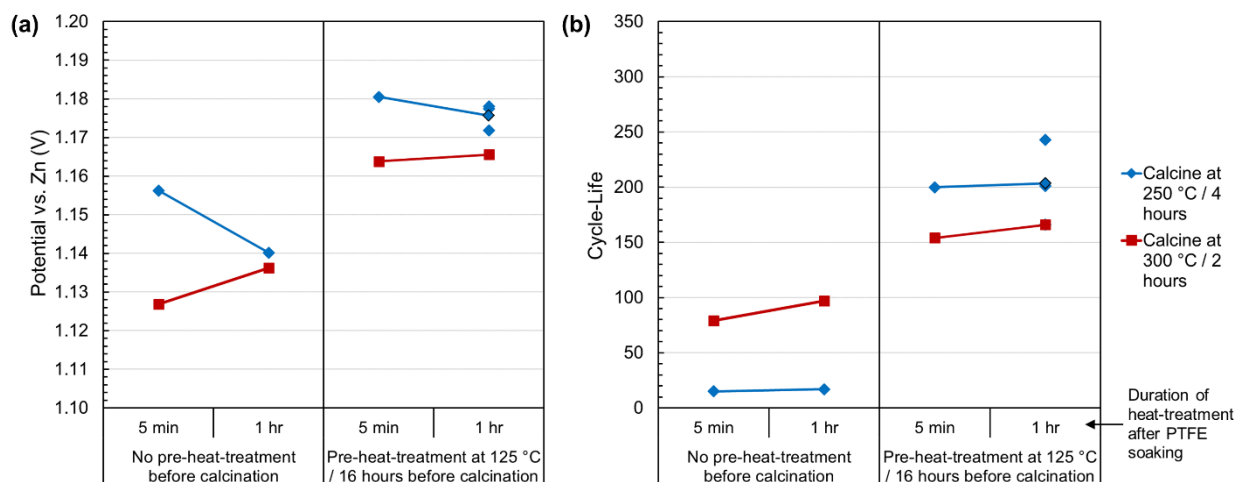 (a)
Potential vs. Zn (V)
1.20
1.19
1.18
1.17
1.16
1.15
1.14
1.13
1.12
1.11
1.10
5 min
1 hr
5 min
1 hr
No pre-heat-treatment
before calcination
Pre-heat-treatment at 125 °C
/ 16 hours before calcination
(b)
Cycle-Life
350
300
250
200
150
100
50
0
5 min
1 hr
5 min
1 hr
No pre-heat-treatment
before calcination
Pre-heat-treatment at 125 °C
/ 16 hours before calcination
Calcine at
250 °C / 4
hours
Calcine at
300 °C / 2
hours
Duration of
heat-treatment
after PTFE
soaking